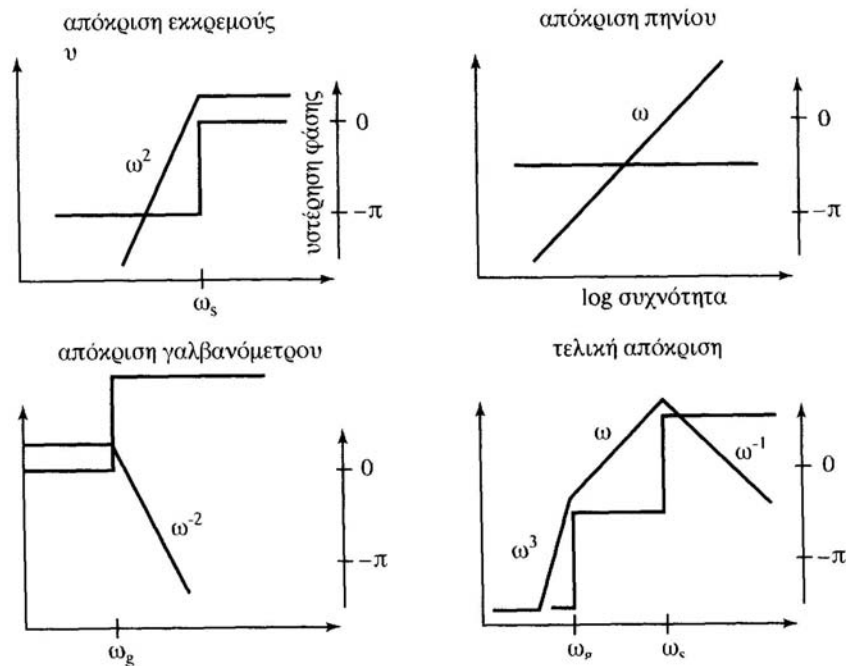 απόκριση εκκρεμούς
υ
ω²
υστέρηση φάσης
0
−π
ωs
απόκριση πηνίου
ω
0
−π
log συχνότητα
απόκριση γαλβανόμετρου
ω⁻²
0
−π
ωg
τελική απόκριση
ω
ω⁻¹
ω³
0
−π
ωg
ωs